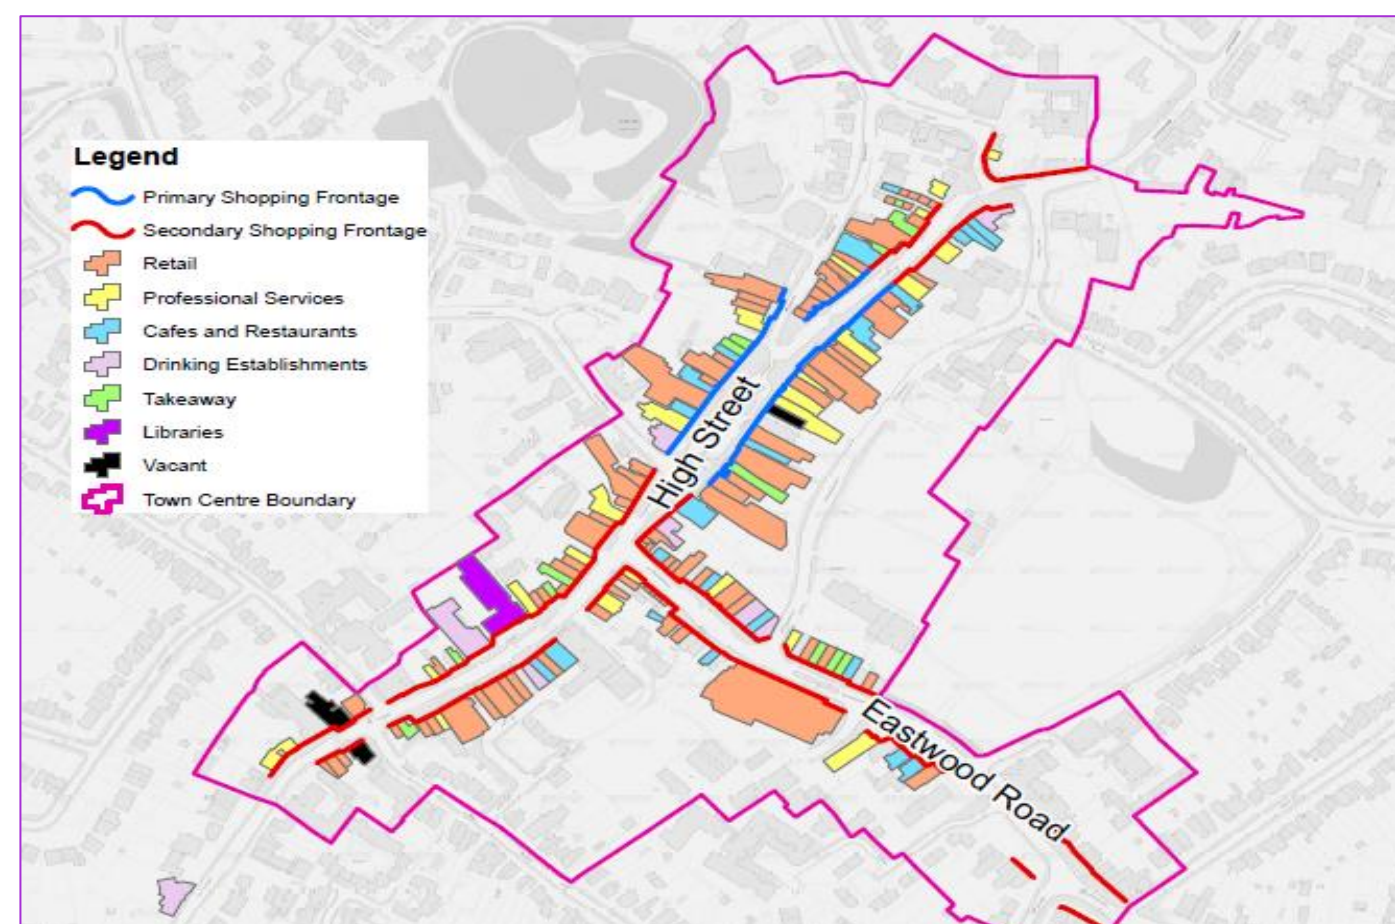 Legend
Primary Shopping Frontage
Secondary Shopping Frontage
Retail
Professional Services
Cafes and Restaurants
Drinking Establishments
Takeaway
Libraries
Vacant
Town Centre Boundary
High Street
Eastwood Road